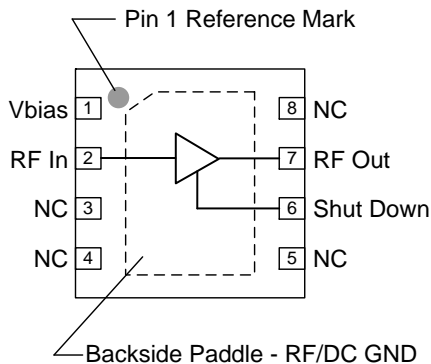 Pin 1 Reference Mark
Vbias 1 8 NC
RF In 2 7 RF Out
NC 3 6 Shut Down
NC 4 5 NC
Backside Paddle - RF/DC GND